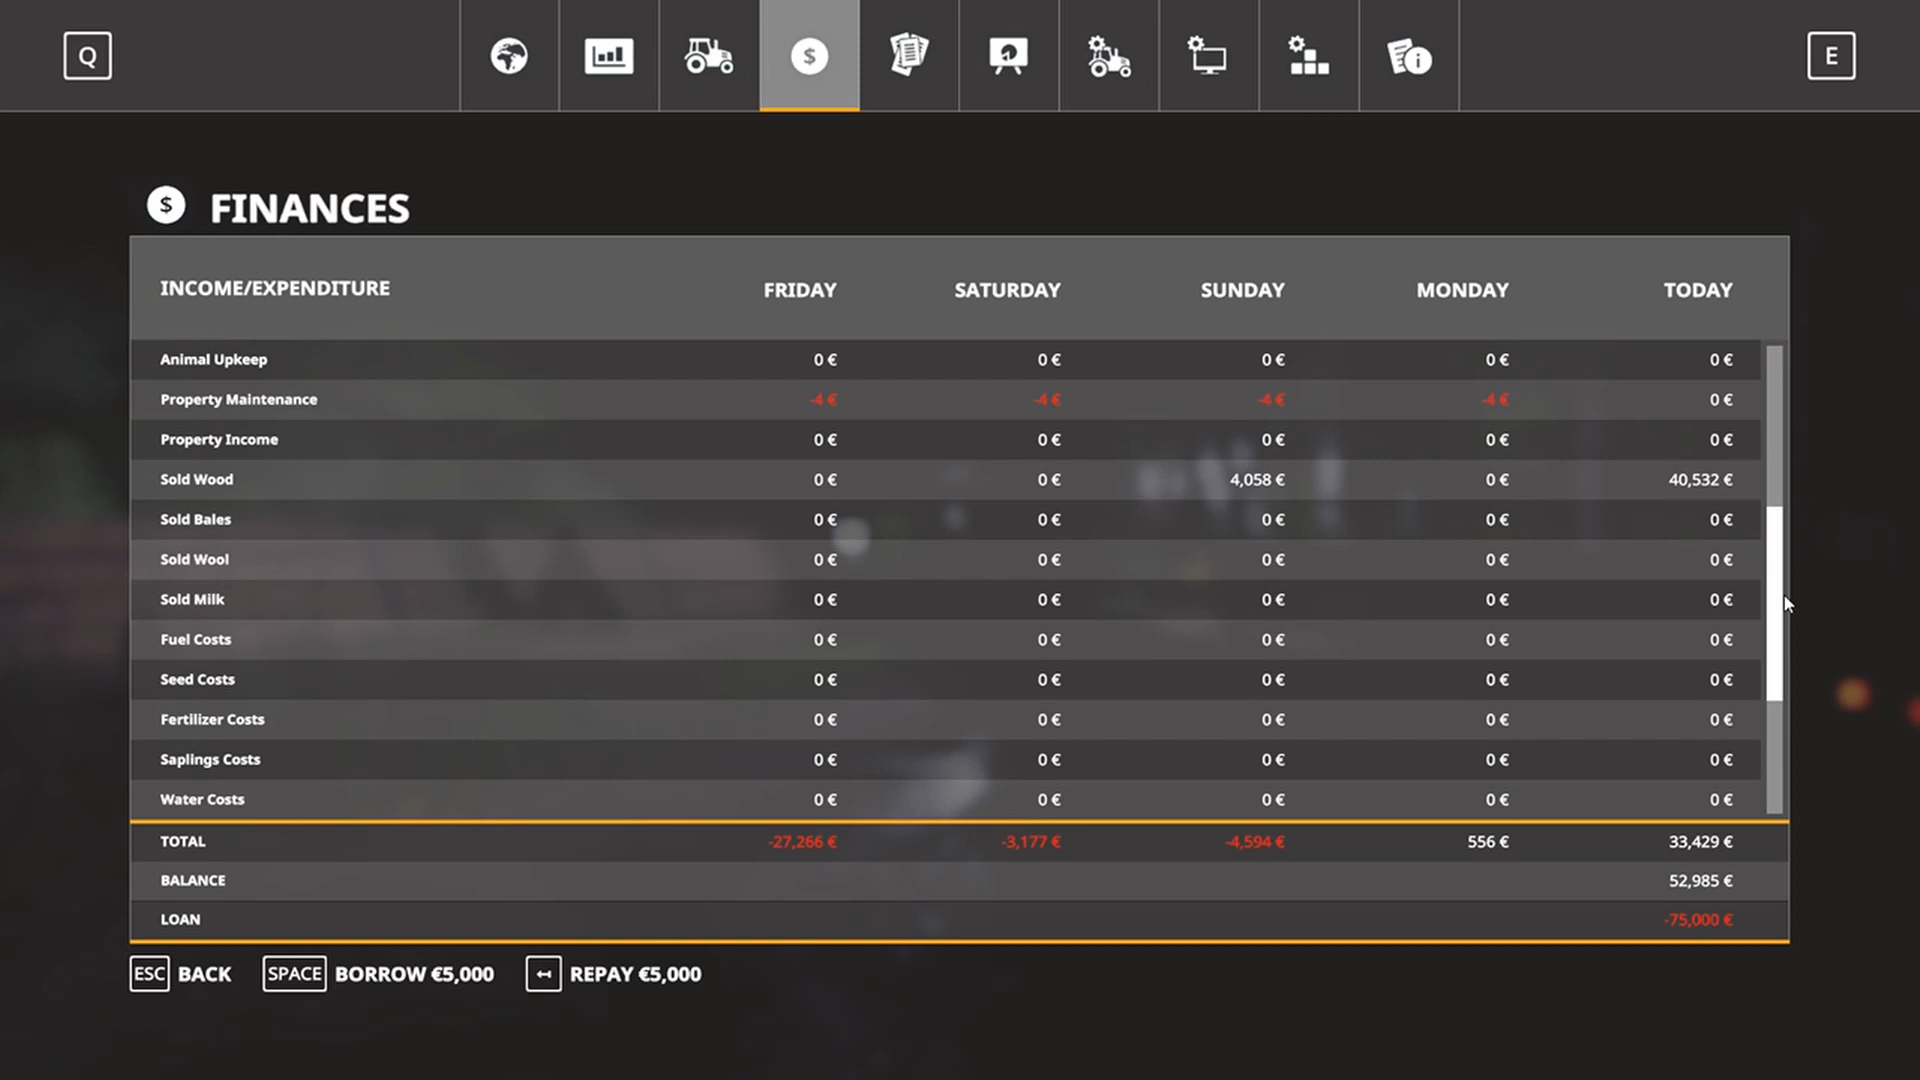 Q
E
$
$ FINANCES
INCOME/EXPENDITURE FRIDAY SATURDAY SUNDAY MONDAY TODAY
Animal Upkeep 0 € 0 € 0 € 0 € 0 €
Property Maintenance -4 € -4 € -4 € -4 € 0 €
Property Income 0 € 0 € 0 € 0 € 0 €
Sold Wood 0 € 0 € 4,058 € 0 € 40,532 €
Sold Bales 0 € 0 € 0 € 0 € 0 €
Sold Wool 0 € 0 € 0 € 0 € 0 €
Sold Milk 0 € 0 € 0 € 0 € 0 €
Fuel Costs 0 € 0 € 0 € 0 € 0 €
Seed Costs 0 € 0 € 0 € 0 € 0 €
Fertilizer Costs 0 € 0 € 0 € 0 € 0 €
Saplings Costs 0 € 0 € 0 € 0 € 0 €
Water Costs 0 € 0 € 0 € 0 € 0 €
TOTAL -27,266 € -3,177 € -4,594 € 556 € 33,429 €
BALANCE 52,985 €
LOAN -75,000 €
ESC BACK SPACE BORROW €5,000 REPAY €5,000